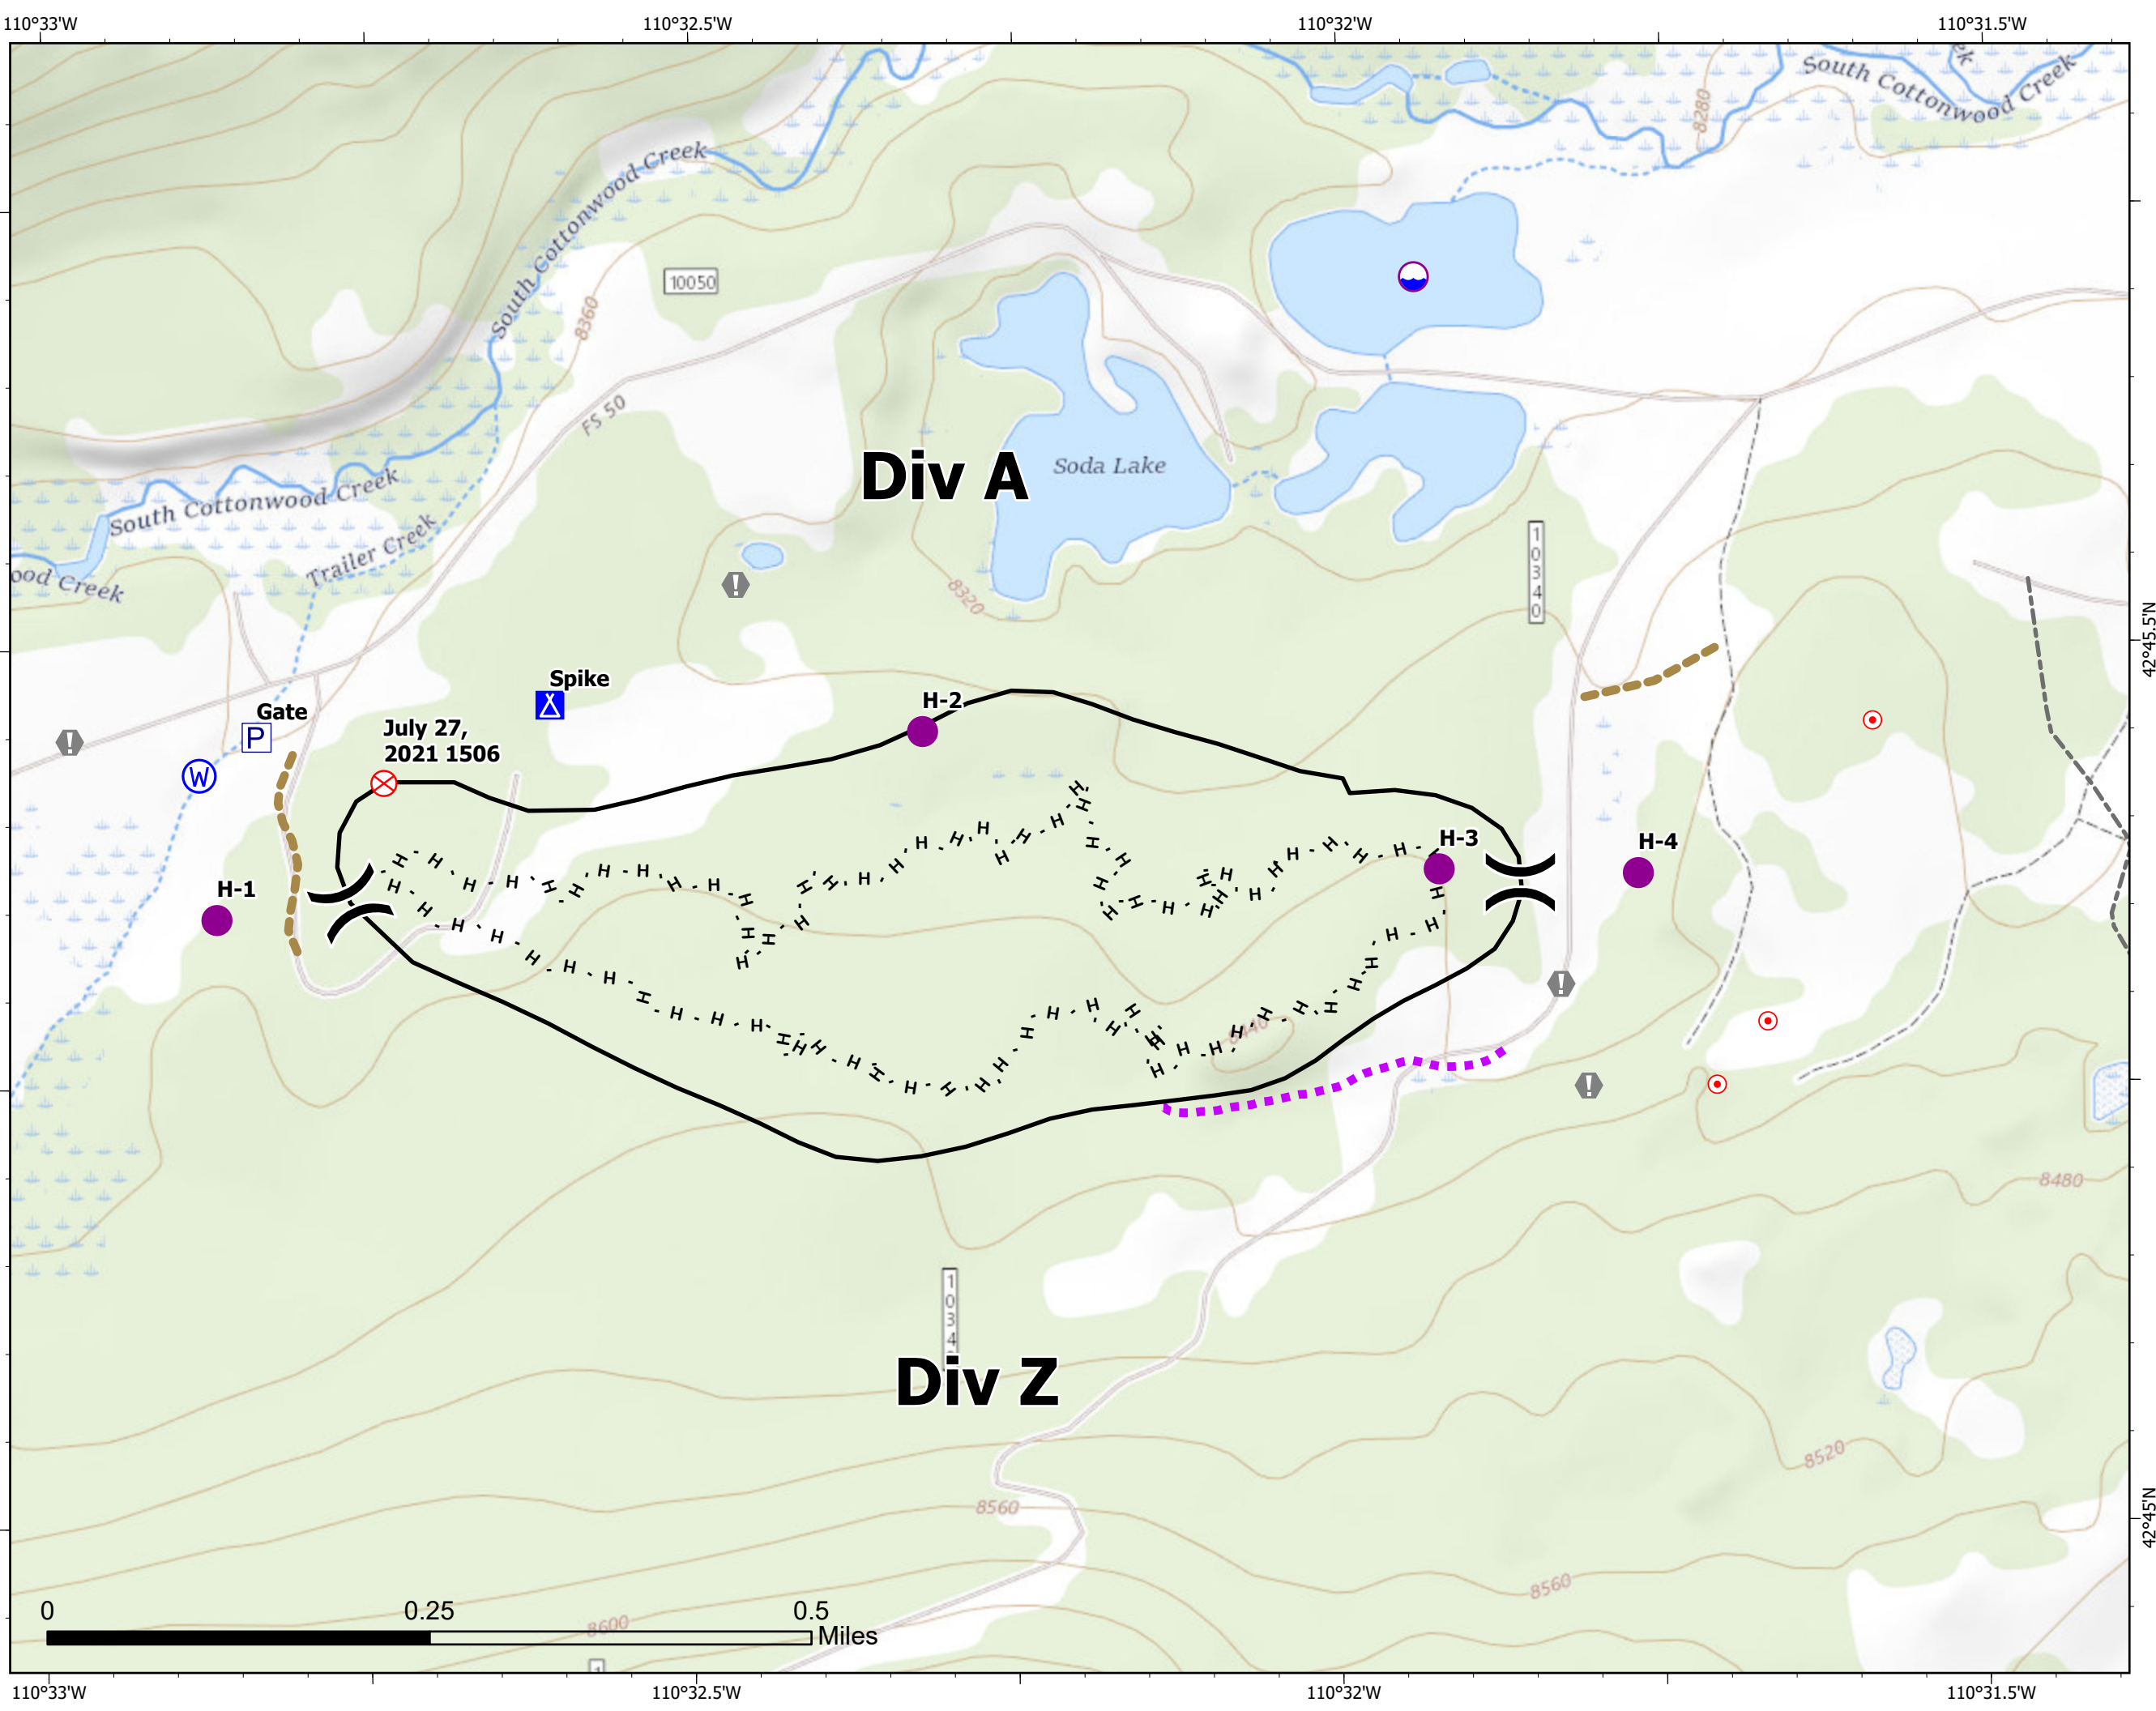 110°33'W
110°32.5'W
110°32'W
110°31.5'W
South Cottonwood Creek
ek
South Cottonwood Creek
8280
10050
8360
FS 50
Div A
Soda Lake
South Cottonwood Creek
Trailer Creek
ood Creek
8320
10340
42°45.5'N
Spike
Gate
P
July 27,
2021 1506
W
H-2
H-1
H-3
H-4
8440
8480
1034
Div Z
8520
8560
42°45'N
8560
8600
0
0.25
0.5
Miles
1
110°33'W
110°32.5'W
110°32'W
110°31.5'W